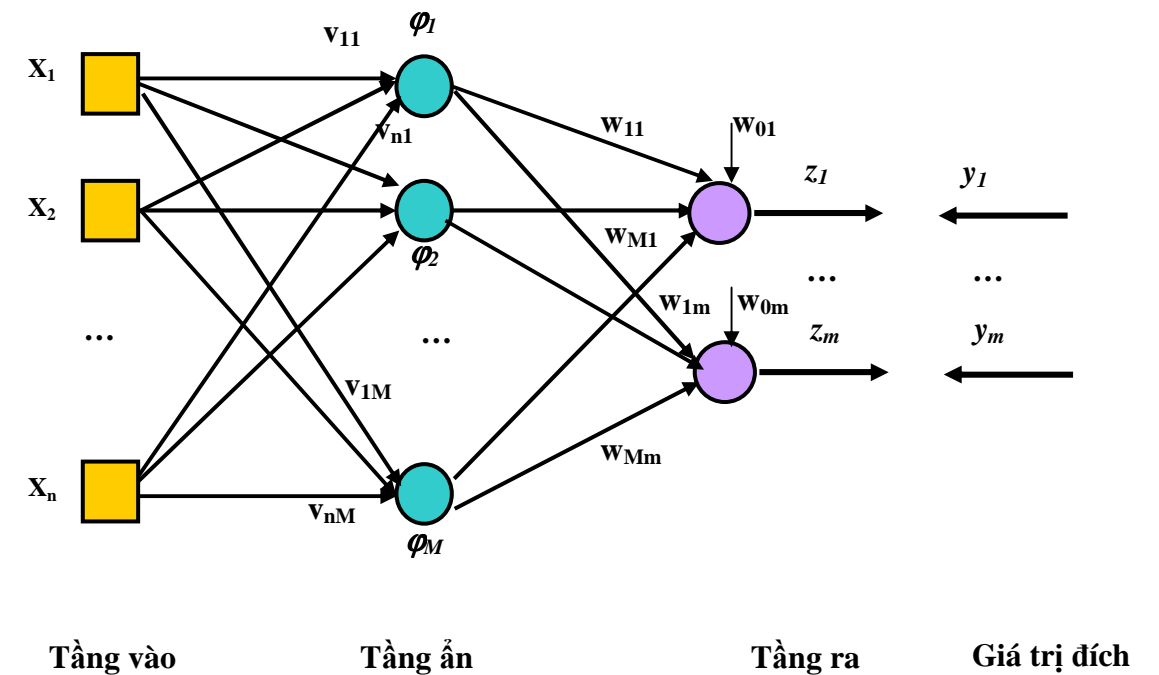 φ1
v11
X1
vn1
w11
w01
z1
y1
X2
φ2
wM1
...
...
w1m
w0m
zm
ym
...
...
v1M
wMm
Xn
vnM
φM
Tầng vào
Tầng ẩn
Tầng ra
Giá trị đích